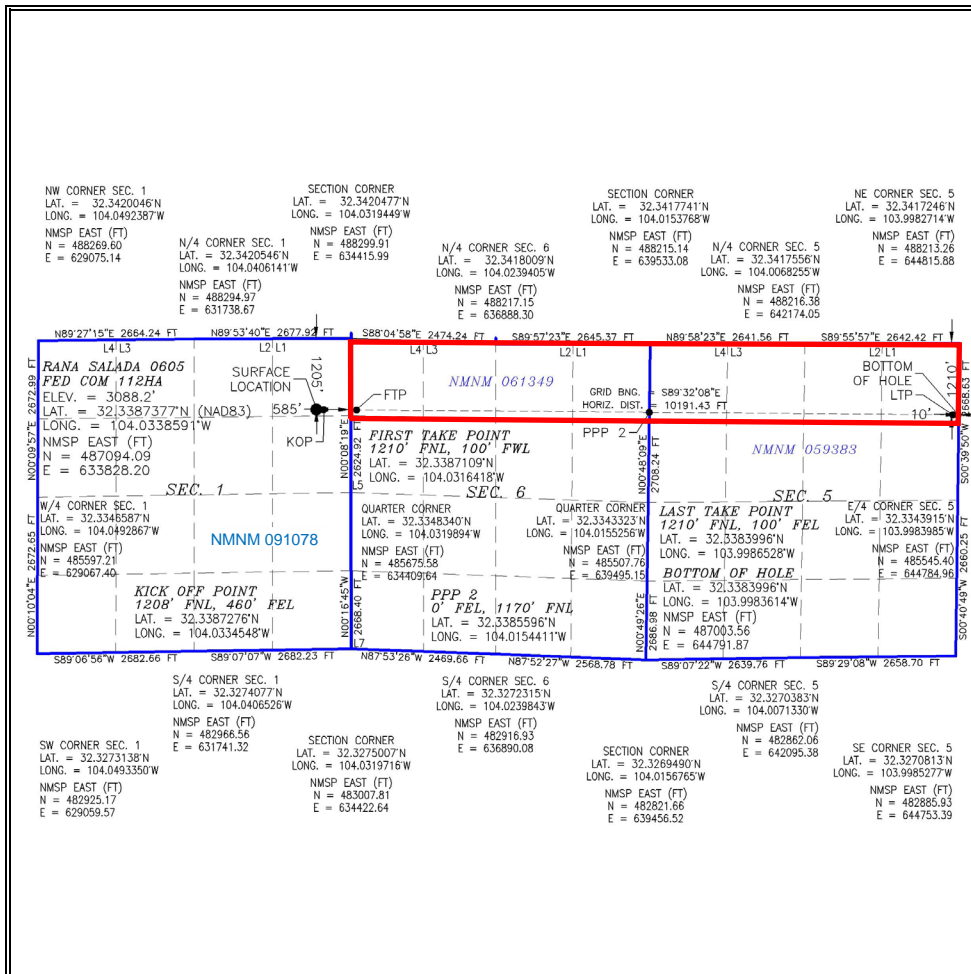 NW CORNER SEC. 1
LAT. = 32.3420046'N
LONG. = 104.0492387'W
NMSP EAST (FT)
N = 488269.60
E = 629075.14
N/4 CORNER SEC. 1
LAT. = 32.3420546'N
LONG. = 104.0406141'W
NMSP EAST (FT)
N = 488294.97
E = 631738.67
SECTION CORNER
LAT. = 32.3420477'N
LONG. = 104.0319449'W
NMSP EAST (FT)
N = 488299.91
E = 634415.99
N/4 CORNER SEC. 6
LAT. = 32.3418009'N
LONG. = 104.0239405'W
NMSP EAST (FT)
N = 488217.15
E = 636888.30
SECTION CORNER
LAT. = 32.3417741'N
LONG. = 104.0153768'W
NMSP EAST (FT)
N = 488215.14
E = 639533.08
N/4 CORNER SEC. 5
LAT. = 32.3417556'N
LONG. = 104.0068255'W
NMSP EAST (FT)
N = 488216.38
E = 642174.05
NE CORNER SEC. 5
LAT. = 32.3417246'N
LONG. = 103.9982714'W
NMSP EAST (FT)
N = 488213.26
E = 644815.88
N89'27'15"E 2664.24 FT
N89'53'40"E 2677.92 FT
S88'04'58"E 2474.24 FT
S89'57'23"E 2645.37 FT
N89'58'23"E 2641.56 FT
S89'55'57"E 2642.42 FT
L4 L3
L2 L1
L4 L3
L2 L1
L4 L3
L2 L1
RANA SALADA 0605
FED COM 112HA
ELEV. = 3088.2'
LAT. = 32.3387377'N (NAD83)
LONG. = 104.0338591'W
NMSP EAST (FT)
N = 487094.09
E = 633828.20
SURFACE
LOCATION
1205'
585'
KOP
FTP
NMNM 061349
GRID BNG. = S89'32'08"E
HORIZ. DIST. = 10191.43 FT
PPP 2
BOTTOM
OF HOLE
LTP
1210'
10'
N00'09'57"E 2672.99 FT
N00'08'19"E
2624.92 FT
N00'48'09"E
2708.24 FT
S00'39'50"W 2668.63 FT
FIRST TAKE POINT
1210' FNL, 100' FWL
LAT. = 32.3387109'N
LONG. = 104.0316418'W
L5
NMNM 059383
SEC. 1
SEC. 6
SEC. 5
W/4 CORNER SEC. 1
LAT. = 32.3346587'N
LONG. = 104.0492867'W
NMSP EAST (FT)
N = 485597.21
E = 629067.40
NMNM 091078
QUARTER CORNER
LAT. = 32.3348340'N
LONG. = 104.0319894'W
NMSP EAST (FT)
N = 485675.58
E = 634409.64
QUARTER CORNER
LAT. = 32.3343323'N
LONG. = 104.0155256'W
NMSP EAST (FT)
N = 485507.76
E = 639495.15
LAST TAKE POINT
1210' FNL, 100' FEL
LAT. = 32.3383996'N
LONG. = 103.9986528'W
E/4 CORNER SEC. 5
LAT. = 32.3343915'N
LONG. = 103.9983985'W
NMSP EAST (FT)
N = 485545.40
E = 644784.96
BOTTOM OF HOLE
LAT. = 32.3383996'N
LONG. = 103.9983614'W
NMSP EAST (FT)
N = 487003.56
E = 644791.87
KICK OFF POINT
1208' FNL, 460' FEL
LAT. = 32.3387276'N
LONG. = 104.0334548'W
PPP 2
0' FEL, 1170' FNL
LAT. = 32.3385596'N
LONG. = 104.0154411'W
N00'10'04"E 2672.65 FT
N00'16'45"W
2668.40 FT
L7
N00'49'26"E
2686.98 FT
S00'40'49"W 2660.25 FT
S89'06'56"W 2682.66 FT
S89'07'07"W 2682.23 FT
N87'53'26"W 2469.66 FT
N87'52'27"W 2568.78 FT
S89'07'22"W 2639.76 FT
S89'29'08"W 2658.70 FT
SW CORNER SEC. 1
LAT. = 32.3273138'N
LONG. = 104.0493350'W
NMSP EAST (FT)
N = 482925.17
E = 629059.57
S/4 CORNER SEC. 1
LAT. = 32.3274077'N
LONG. = 104.0406526'W
NMSP EAST (FT)
N = 482966.56
E = 631741.32
SECTION CORNER
LAT. = 32.3275007'N
LONG. = 104.0319716'W
NMSP EAST (FT)
N = 483007.81
E = 634422.64
S/4 CORNER SEC. 6
LAT. = 32.3272315'N
LONG. = 104.0239843'W
NMSP EAST (FT)
N = 482916.93
E = 636890.08
SECTION CORNER
LAT. = 32.3269490'N
LONG. = 104.0156765'W
NMSP EAST (FT)
N = 482821.66
E = 639456.52
S/4 CORNER SEC. 5
LAT. = 32.3270383'N
LONG. = 104.0071330'W
NMSP EAST (FT)
N = 482862.06
E = 642095.38
SE CORNER SEC. 5
LAT. = 32.3270813'N
LONG. = 103.9985277'W
NMSP EAST (FT)
N = 482885.93
E = 644753.39